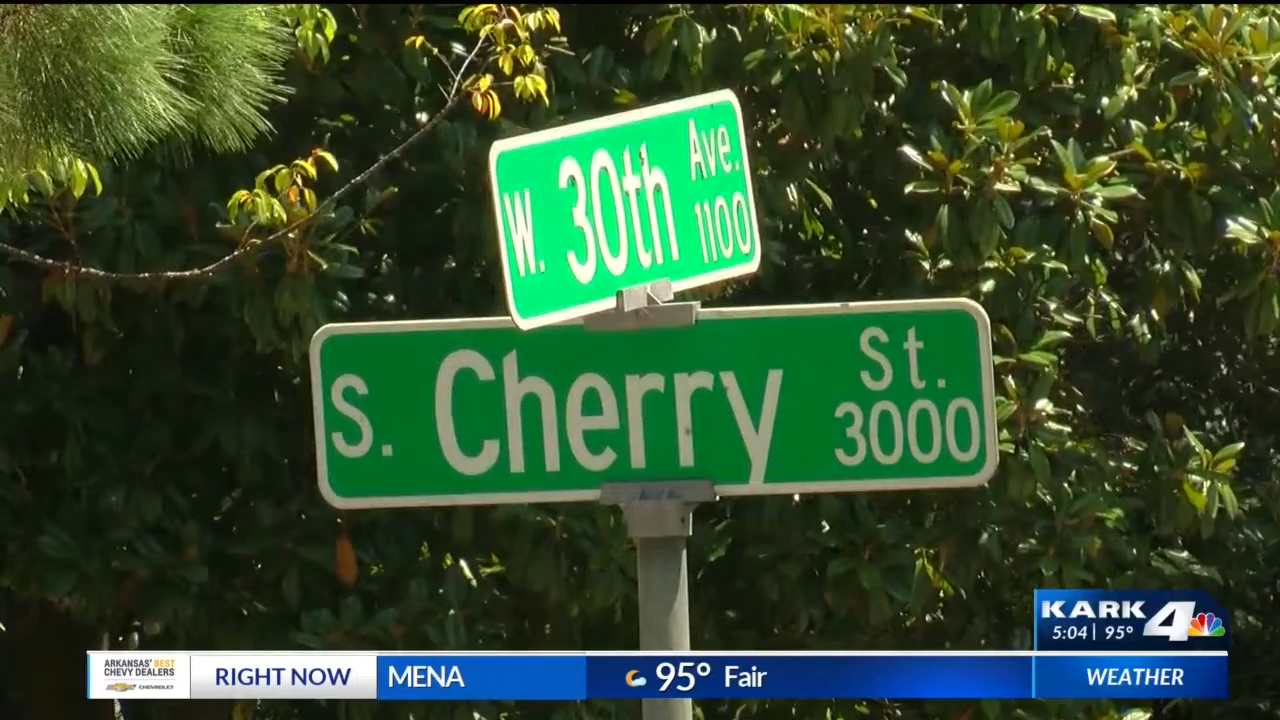 W. 30th Ave. 1100
S. Cherry St. 3000
KARK 4
5:04 | 95°
ARKANSAS' BEST
CHEVY DEALERS
CHEVROLET
RIGHT NOW
MENA
95° Fair
WEATHER